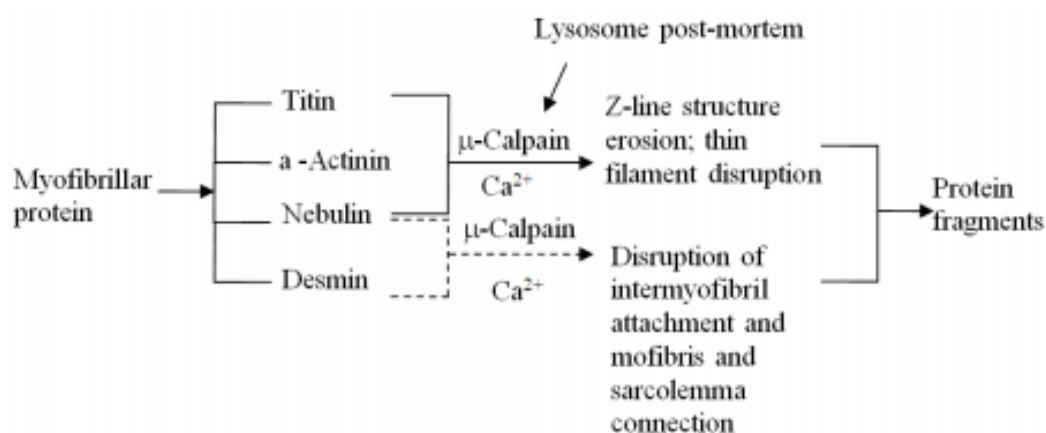 Lysosome post-mortem
Myofibrillar
protein
Titin
a -Actinin
Nebulin
Desmin
μ-Calpain
Ca²⁺
μ-Calpain
Ca²⁺
Z-line structure
erosion; thin
filament disruption
Disruption of
intermyofibril
attachment and
mofibris and
sarcolemma
connection
Protein
fragments